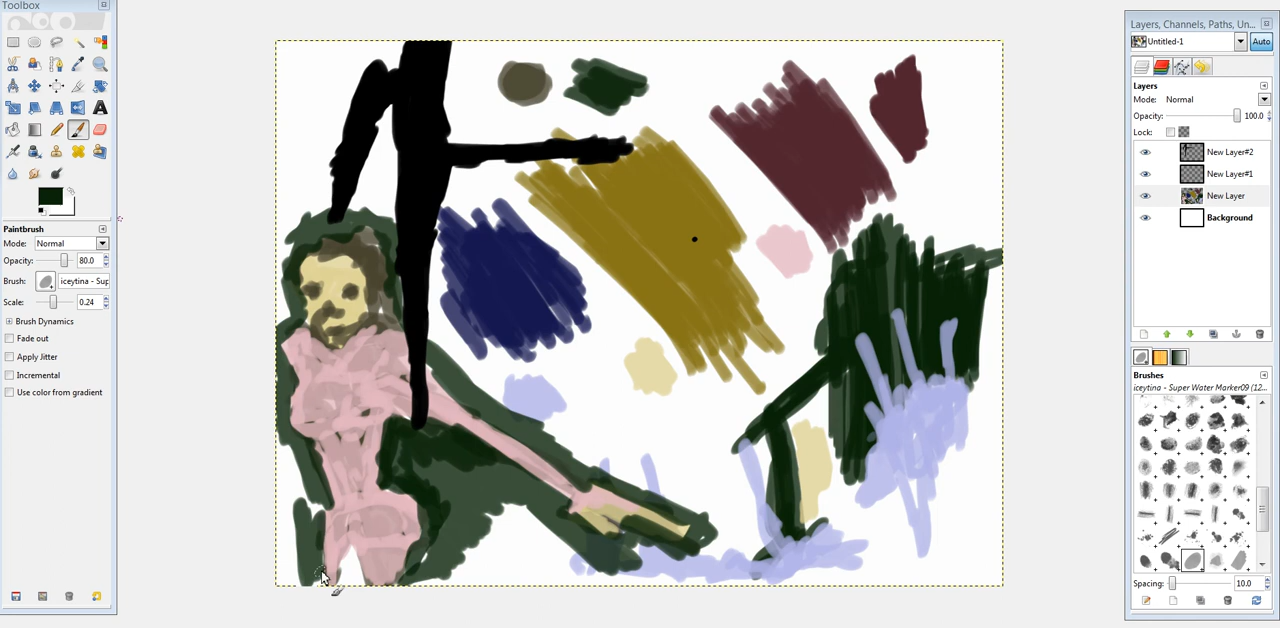 Toolbox
Paintbrush
Mode: Normal
Opacity: 80.0
Brush: iceytina - Sup
Scale: 0.24
Brush Dynamics
Fade out
Apply Jitter
Incremental
Use color from gradient
Layers, Channels, Paths, Un...
Untitled-1 Auto
Layers
Mode: Normal
Opacity: 100.0
Lock:
New Layer#2
New Layer#1
New Layer
Background
Brushes
iceytina - Super Water Marker09 (12...
Spacing: 10.0